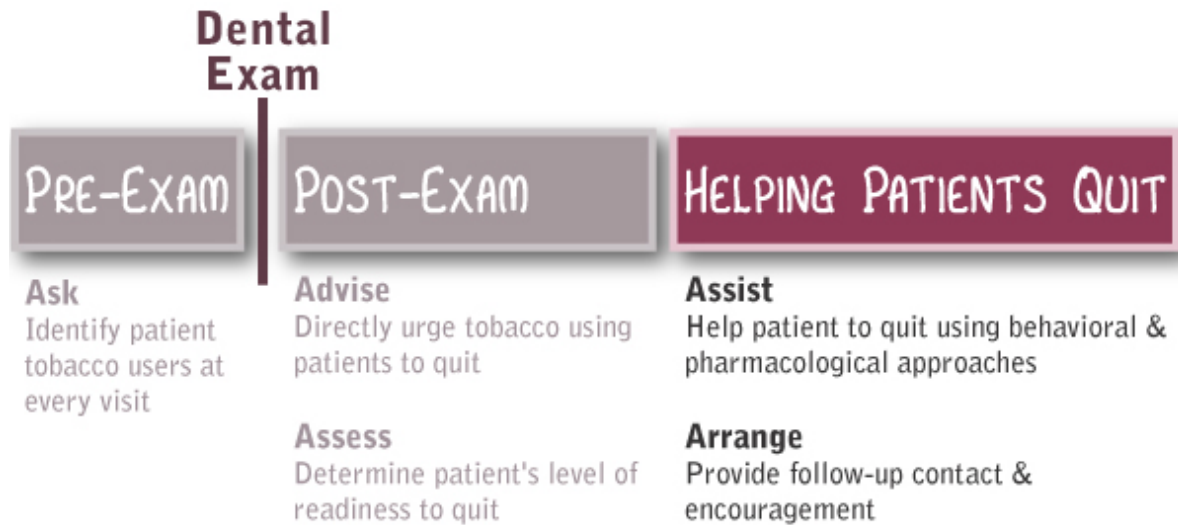 Dental
Exam
PRE-EXAM
POST-EXAM
HELPING PATIENTS QUIT
Ask
Identify patient
tobacco users at
every visit
Advise
Directly urge tobacco using
patients to quit
Assess
Determine patient's level of
readiness to quit
Assist
Help patient to quit using behavioral &
pharmacological approaches
Arrange
Provide follow-up contact &
encouragement